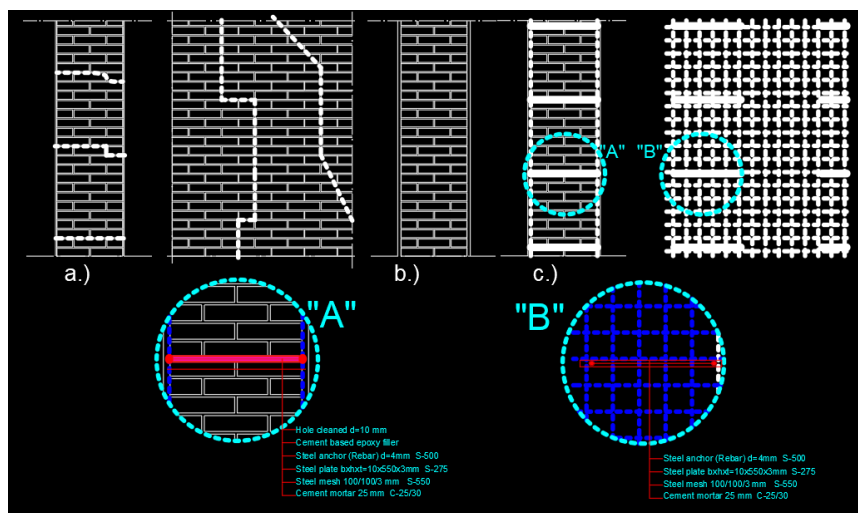 "A" "B"
a.)
b.)
c.)
"A"
"B"
Hole cleaned d=10 mm
Cement based epoxy filler
Steel anchor (Rebar) d=4mm S-500
Steel plate bxhxt=10x550x3mm S-275
Steel mesh 100/100/3 mm S-550
Cement mortar 25 mm C-25/30
Steel anchor (Rebar) d=4mm S-500
Steel plate bxhxt=10x550x3mm S-275
Steel mesh 100/100/3 mm S-550
Cement mortar 25 mm C-25/30